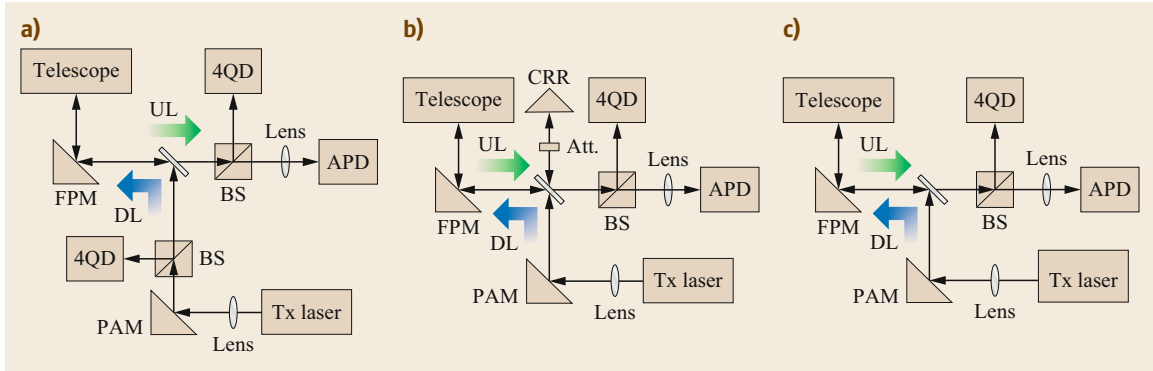 a)
Telescope
4QD
UL
Lens
APD
FPM
BS
DL
4QD
BS
PAM
Tx laser
Lens
b)
CRR
Telescope
4QD
UL
Att.
Lens
APD
FPM
BS
DL
Tx laser
PAM
Lens
c)
Telescope
4QD
UL
Lens
APD
FPM
BS
DL
Tx laser
PAM
Lens